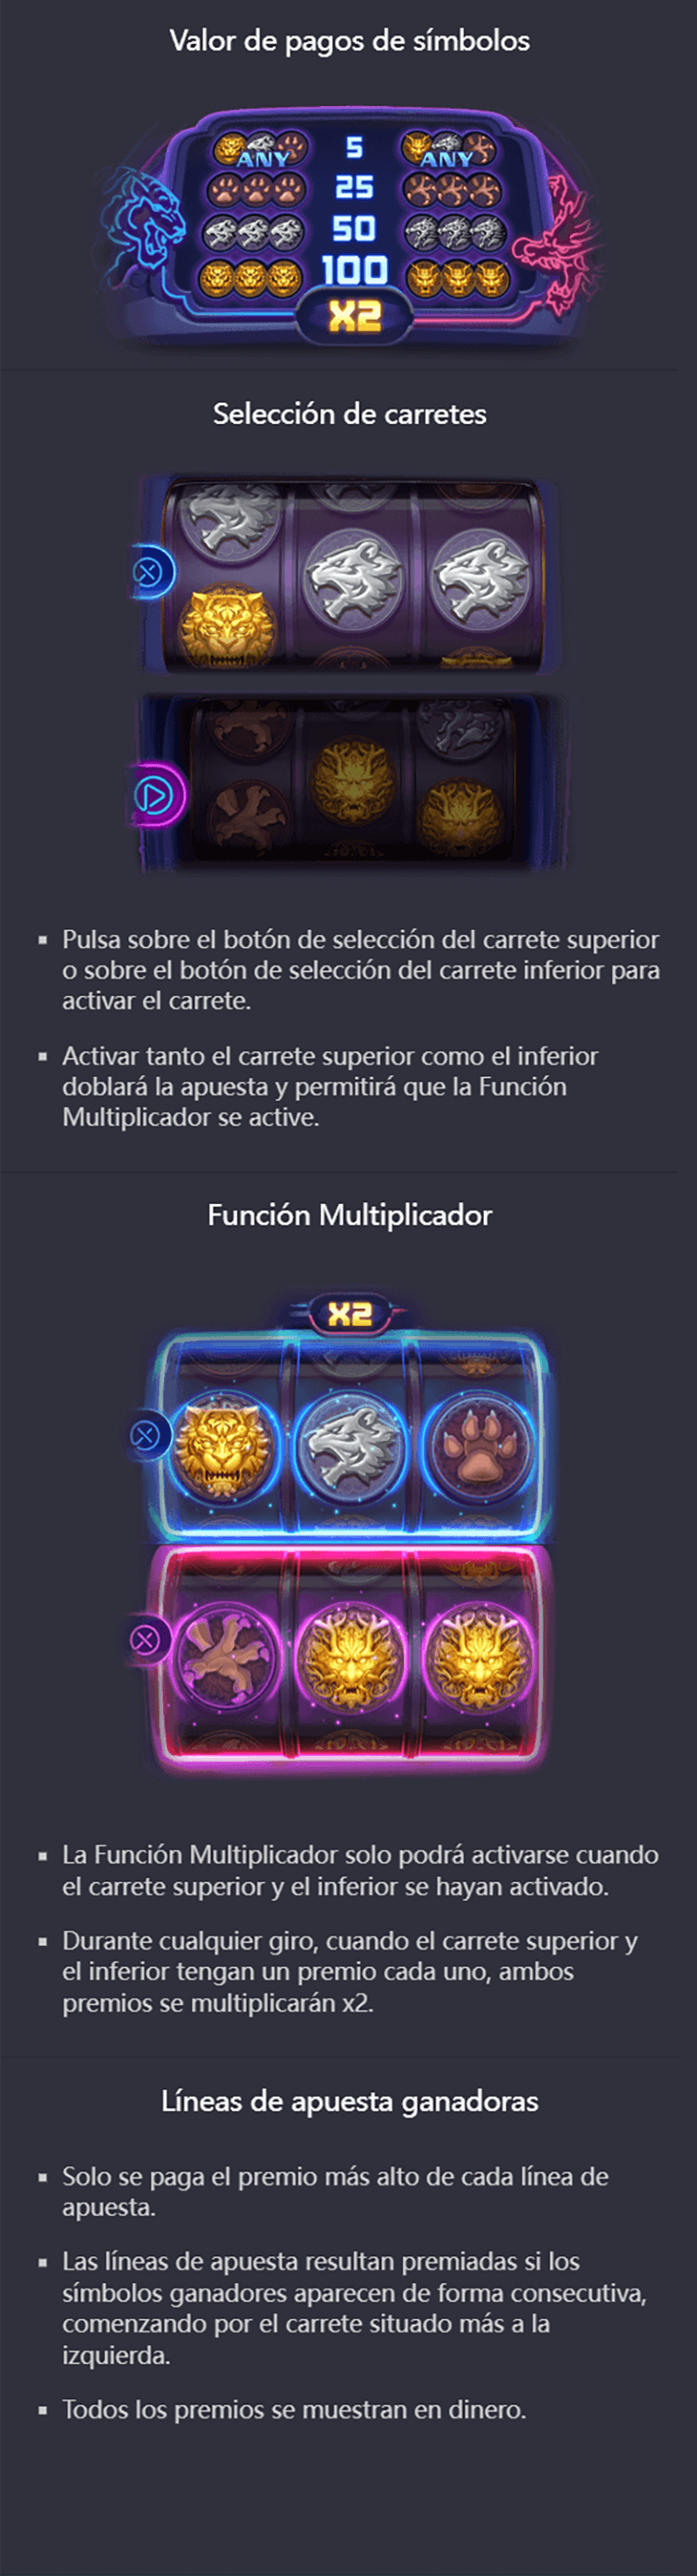 Valor de pagos de símbolos
ANY 5 ANY
25
50
100
X2
Selección de carretes
▪ Pulsa sobre el botón de selección del carrete superior
o sobre el botón de selección del carrete inferior para
activar el carrete.
▪ Activar tanto el carrete superior como el inferior
doblará la apuesta y permitirá que la Función
Multiplicador se active.
Función Multiplicador
X2
▪ La Función Multiplicador solo podrá activarse cuando
el carrete superior y el inferior se hayan activado.
▪ Durante cualquier giro, cuando el carrete superior y
el inferior tengan un premio cada uno, ambos
premios se multiplicarán x2.
Líneas de apuesta ganadoras
▪ Solo se paga el premio más alto de cada línea de
apuesta.
▪ Las líneas de apuesta resultan premiadas si los
símbolos ganadores aparecen de forma consecutiva,
comenzando por el carrete situado más a la
izquierda.
▪ Todos los premios se muestran en dinero.